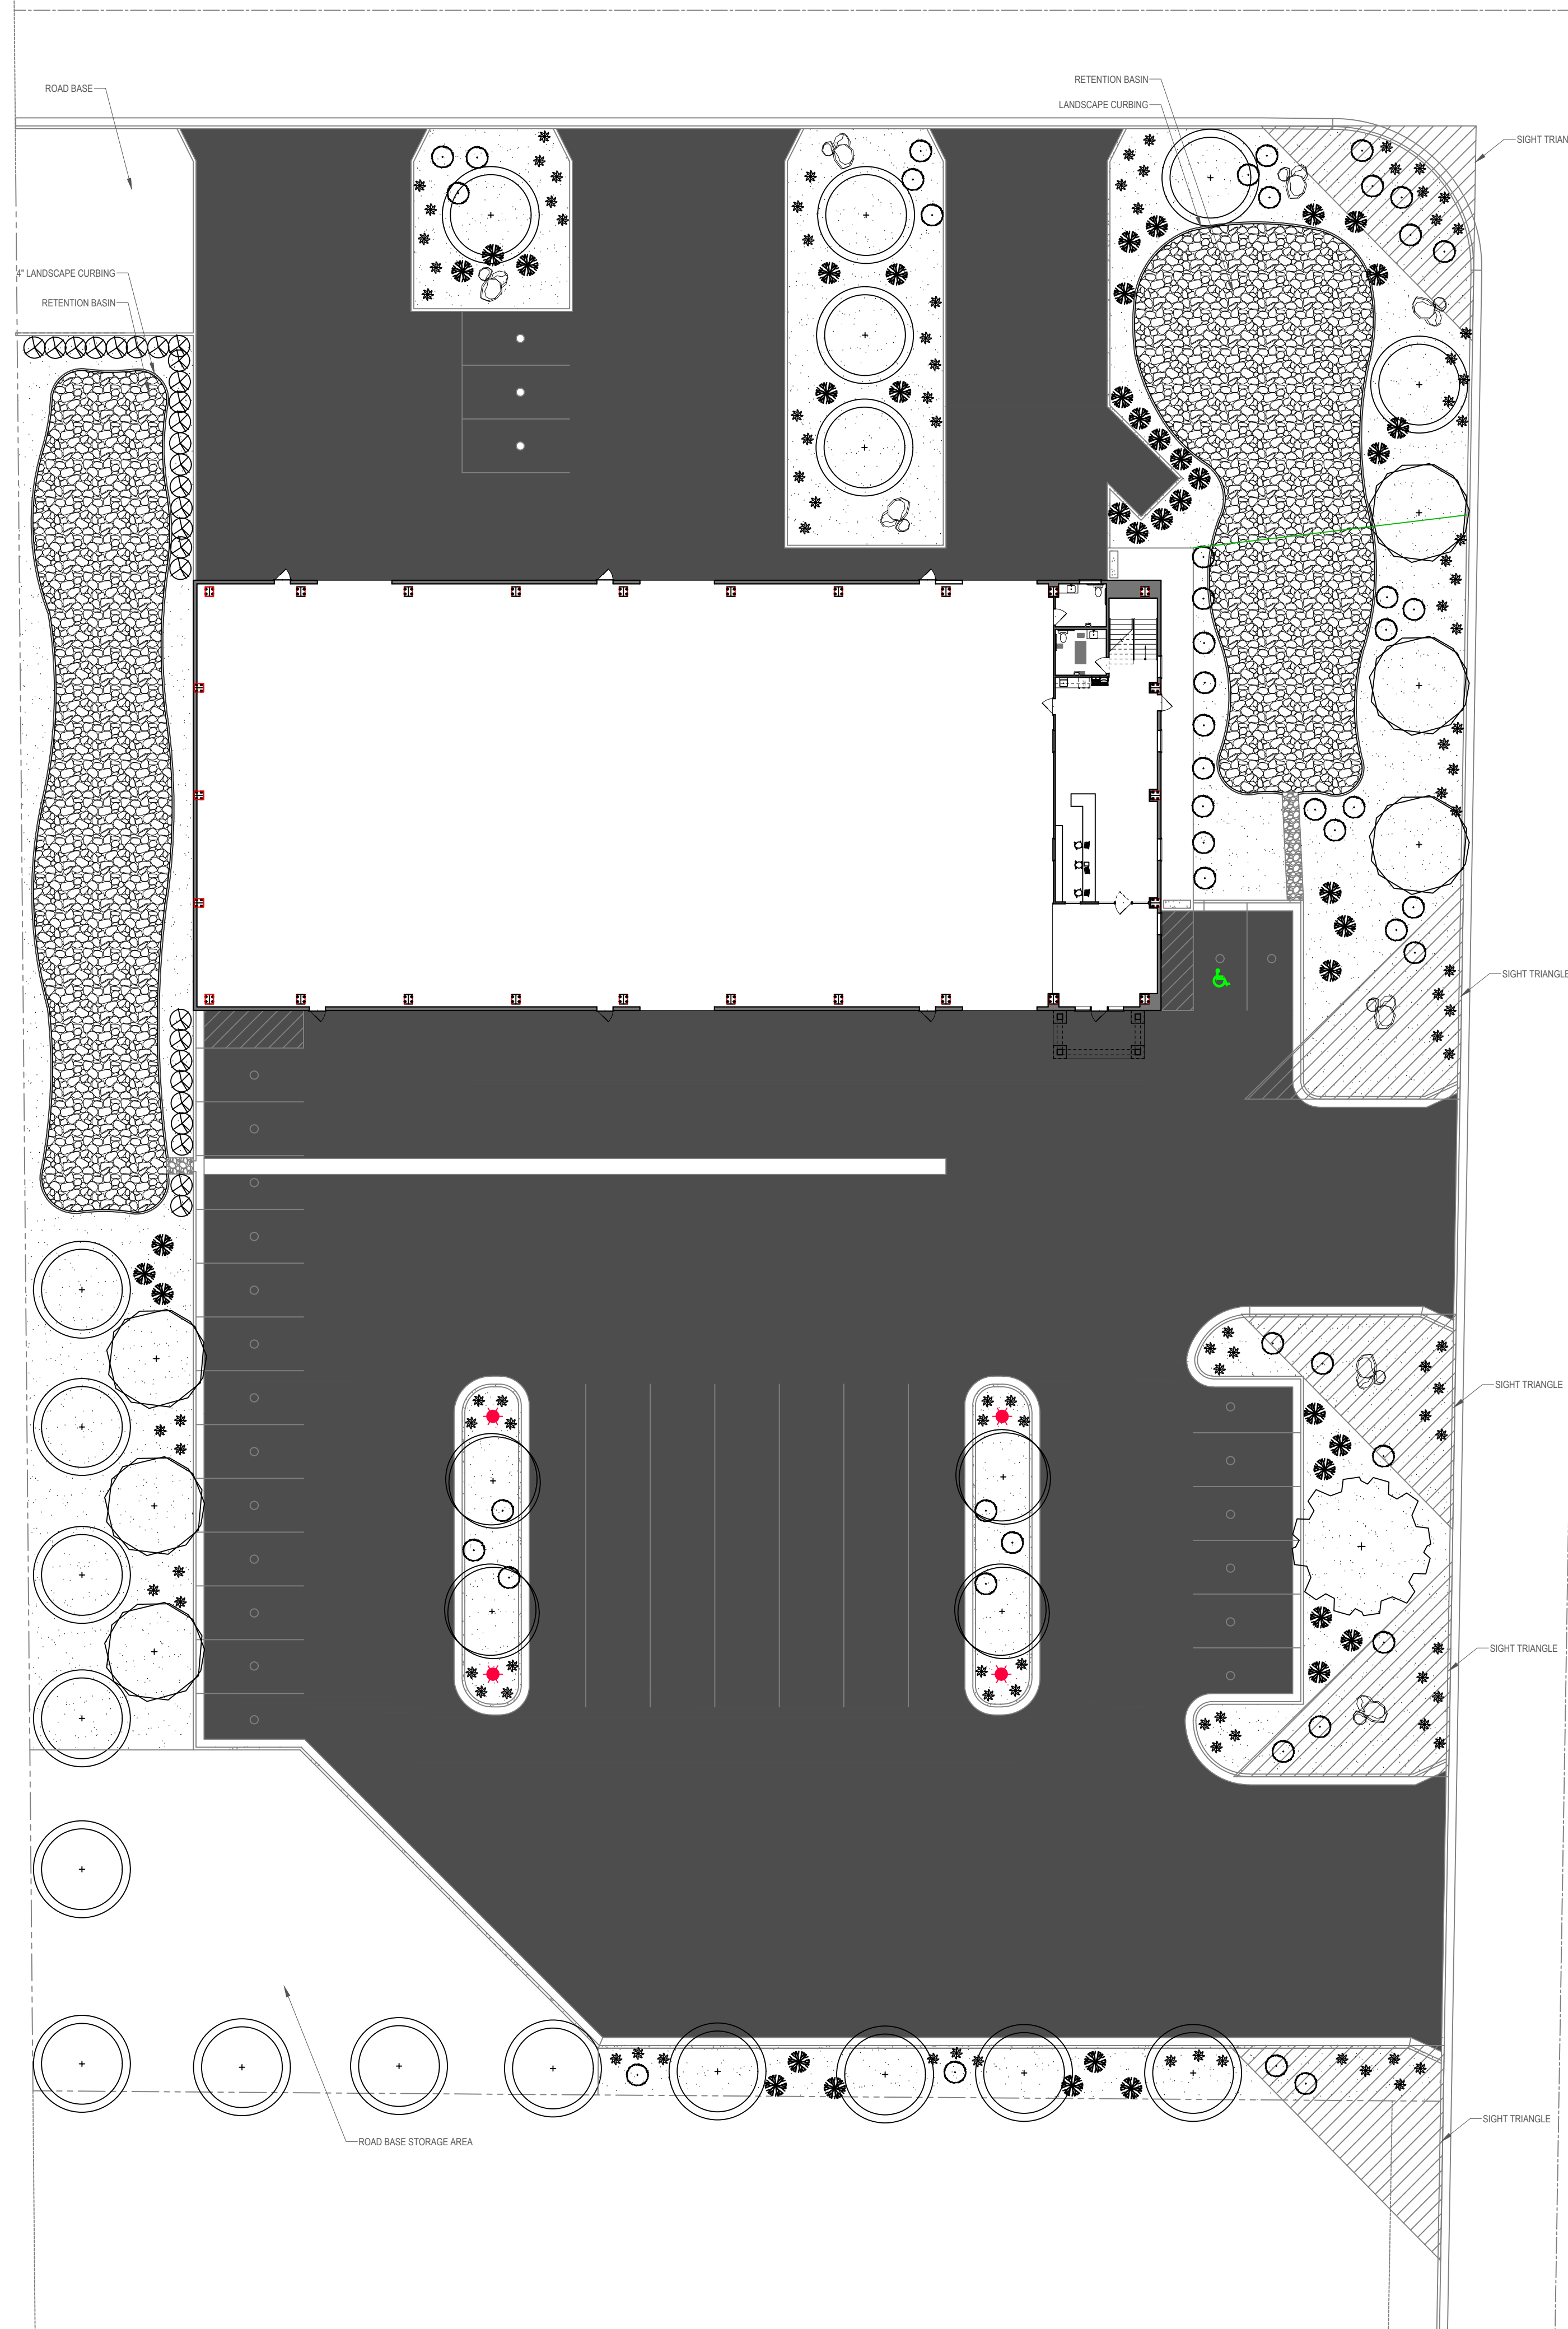 RETENTION BASIN
ROAD BASE
LANDSCAPE CURBING
SIGHT TRIAN
4" LANDSCAPE CURBING
RETENTION BASIN
SIGHT TRIANGLE
SIGHT TRIANGLE
SIGHT TRIANGLE
SIGHT TRIANGLE
ROAD BASE STORAGE AREA